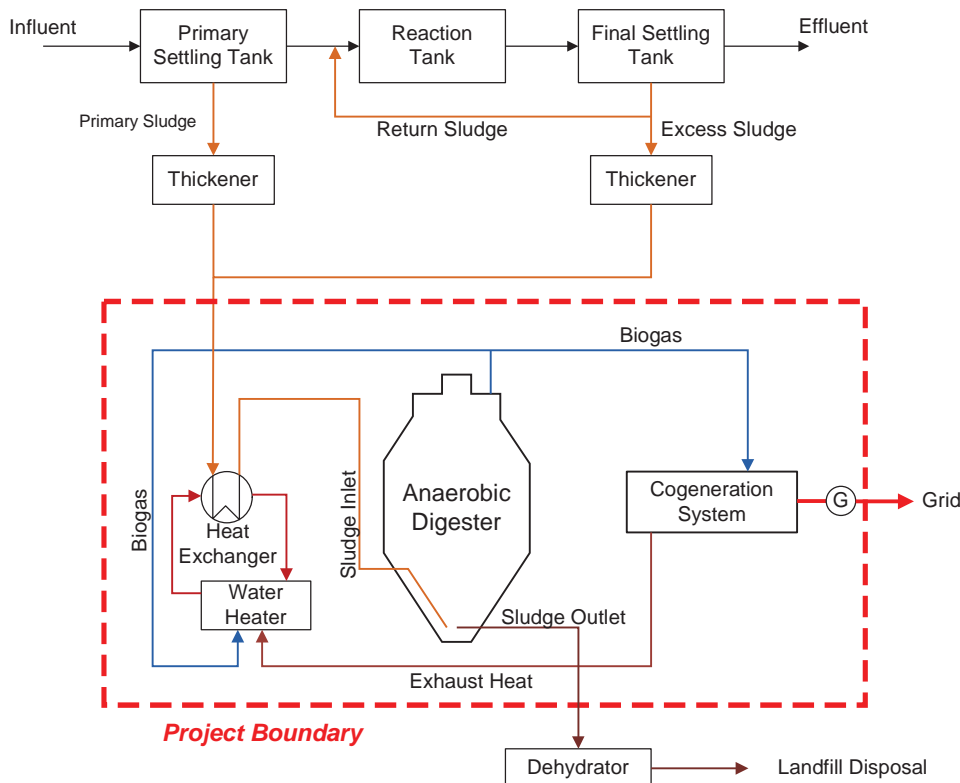 Influent
Primary
Settling Tank
Reaction
Tank
Final Settling
Tank
Effluent
Primary Sludge
Return Sludge
Excess Sludge
Thickener
Thickener
Biogas
Biogas
Heat
Exchanger
Sludge Inlet
Anaerobic
Digester
Cogeneration
System
G
Grid
Water
Heater
Sludge Outlet
Exhaust Heat
Project Boundary
Dehydrator
Landfill Disposal